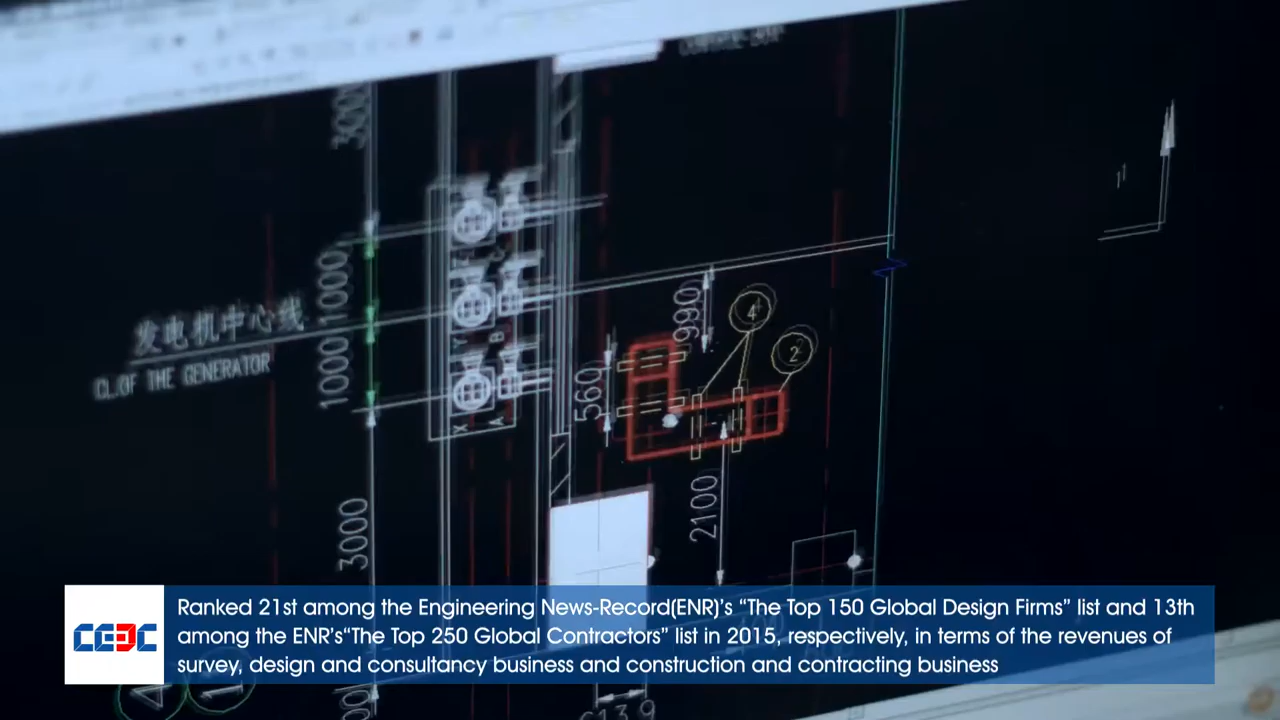 3000
1000
发电机中心线
CL.OF THE GENERATOR
1000
3000
Y
B
X
A
990
560
2100
4
2
613.9
CEEC
Ranked 21st among the Engineering News-Record(ENR)'s “The Top 150 Global Design Firms” list and 13th
among the ENR's“The Top 250 Global Contractors” list in 2015, respectively, in terms of the revenues of
survey, design and consultancy business and construction and contracting business